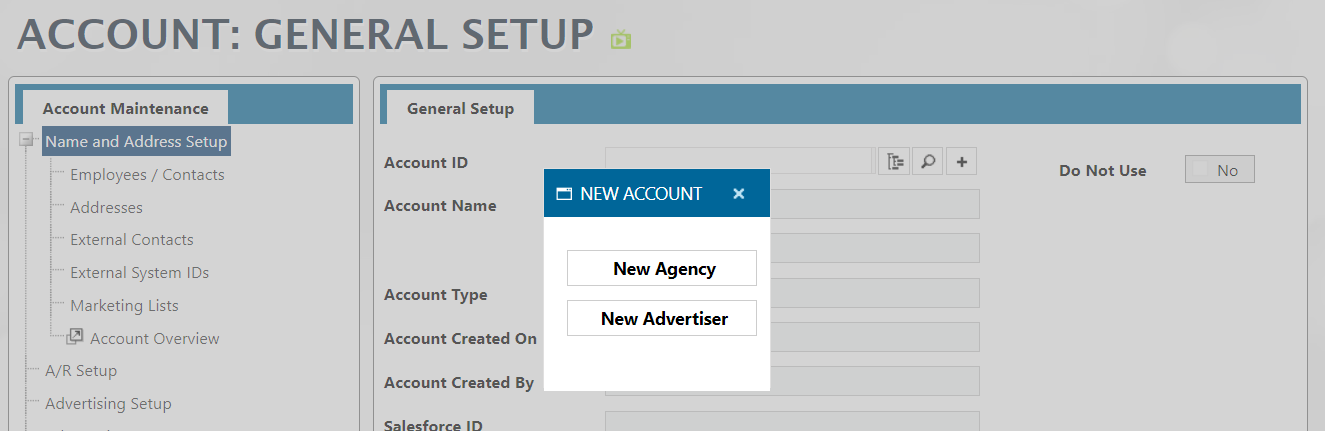 ACCOUNT: GENERAL SETUP
Account Maintenance
Name and Address Setup
Employees / Contacts
Addresses
External Contacts
External System IDs
Marketing Lists
Account Overview
A/R Setup
Advertising Setup
General Setup
Account ID
Do Not Use
No
Account Name
Account Type
Account Created On
Account Created By
Salesforce ID
NEW ACCOUNT
New Agency
New Advertiser